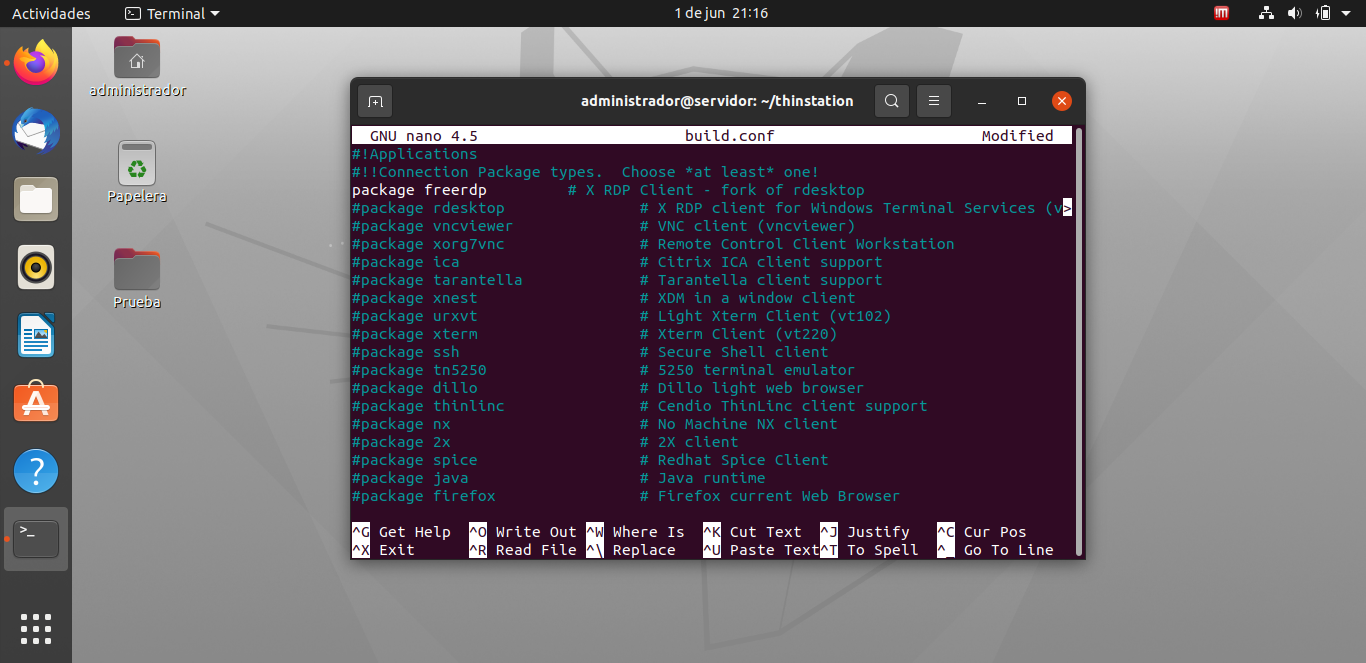 Actividades Terminal 1 de jun 21:16
administrador
Papelera
Prueba
administrador@servidor: ~/thinstation
GNU nano 4.5 build.conf Modified
#!Applications
#!!Connection Package types.  Choose *at least* one!
package freerdp # X RDP Client - fork of rdesktop
#package rdesktop # X RDP client for Windows Terminal Services (v>
#package vncviewer # VNC client (vncviewer)
#package xorg7vnc # Remote Control Client Workstation
#package ica # Citrix ICA client support
#package tarantella # Tarantella client support
#package xnest # XDM in a window client
#package urxvt # Light Xterm Client (vt102)
#package xterm # Xterm Client (vt220)
#package ssh # Secure Shell client
#package tn5250 # 5250 terminal emulator
#package dillo # Dillo light web browser
#package thinlinc # Cendio ThinLinc client support
#package nx # No Machine NX client
#package 2x # 2X client
#package spice # Redhat Spice Client
#package java # Java runtime
#package firefox # Firefox current Web Browser
^G Get Help ^O Write Out ^W Where Is ^K Cut Text ^J Justify ^C Cur Pos
^X Exit ^R Read File ^\ Replace ^U Paste Text ^T To Spell ^_ Go To Line